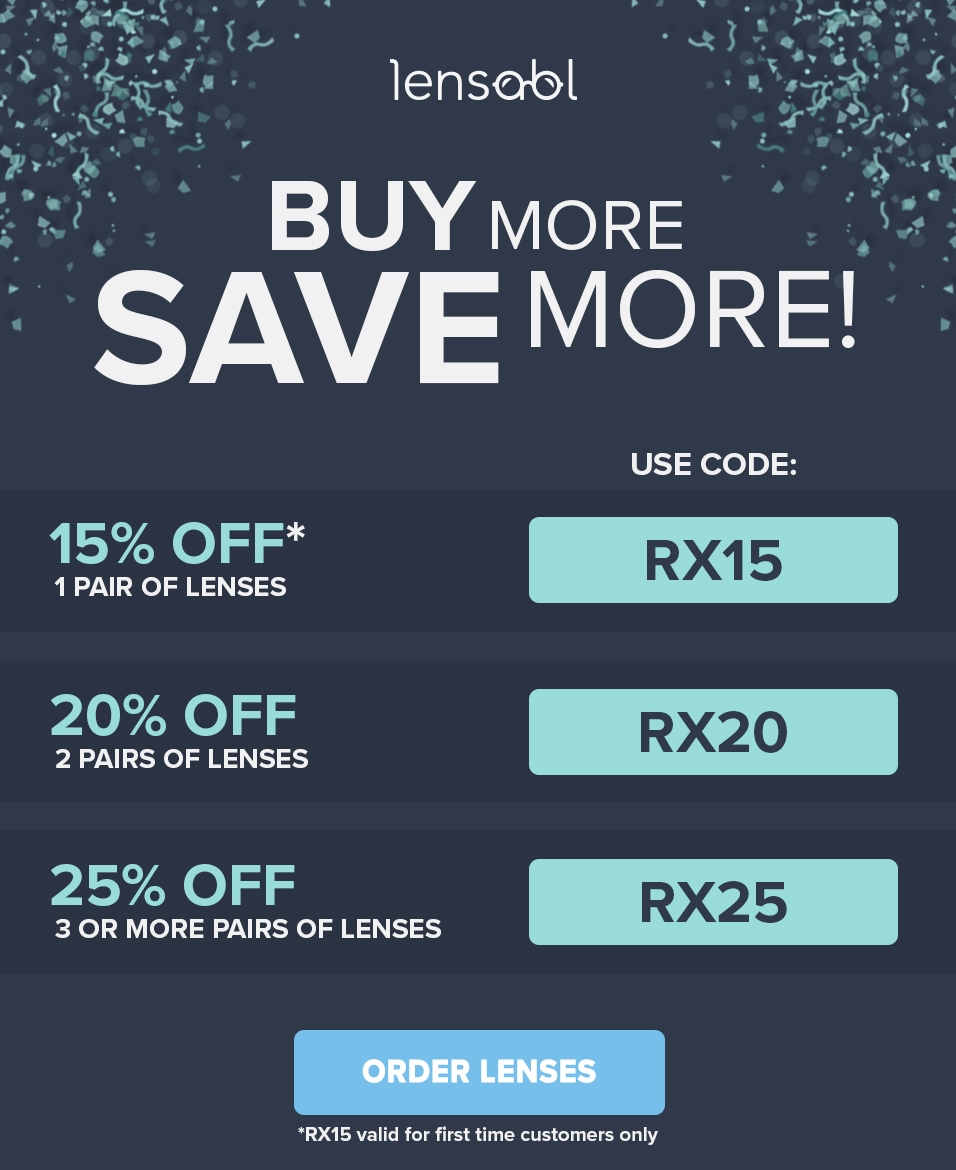 lensabl
BUY MORE
SAVE MORE!
USE CODE:
15% OFF*
1 PAIR OF LENSES
RX15
20% OFF
2 PAIRS OF LENSES
RX20
25% OFF
3 OR MORE PAIRS OF LENSES
RX25
ORDER LENSES
*RX15 valid for first time customers only